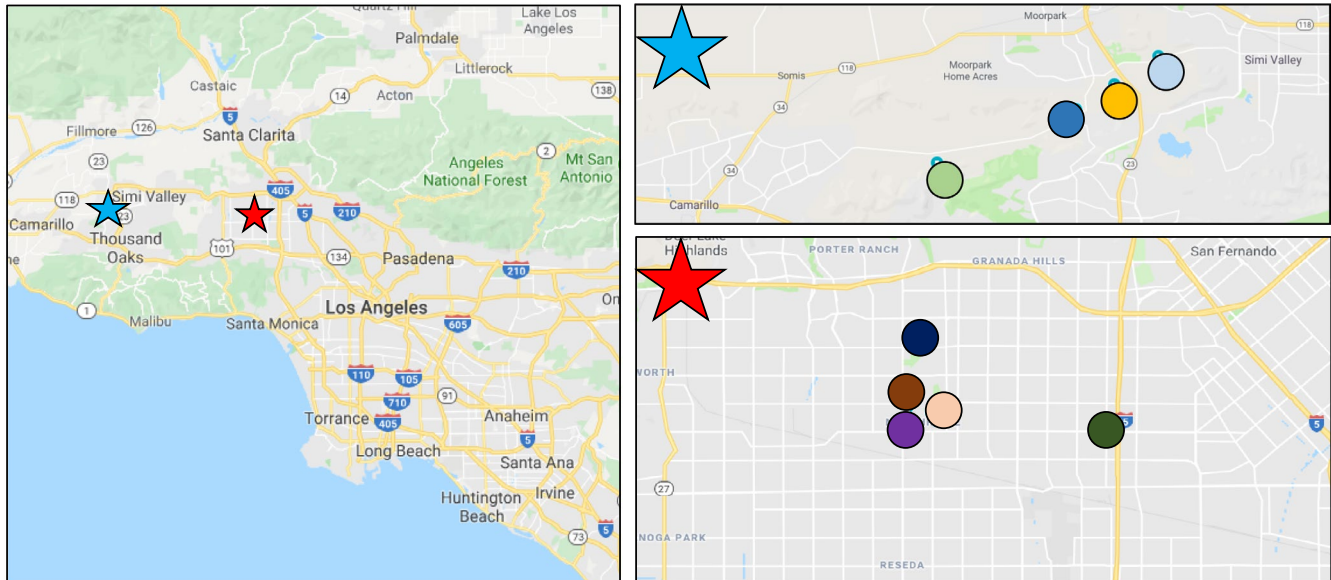 Quartz Hill
Lake Los
Angeles
Palmdale
Littlerock
Castaic
138
14
Acton
5
Fillmore
126
Santa Clarita
2
Mt San
Antonio
23
Angeles
National Forest
405
118
Simi Valley
5
210
Camarillo
23
Thousand
Oaks
101
134
Pasadena
210
1
Los Angeles
On
Malibu
Santa Monica
605
110
105
91
710
Torrance
405
Anaheim
5
Long Beach
Santa Ana
Huntington
Beach
Irvine
5
73
Moorpark
118
Somis
118
Moorpark
Home Acres
Simi Valley
34
34
23
Camarillo
Highlands
PORTER RANCH
GRANADA HILLS
San Fernando
WORTH
5
27
NOGA PARK
RESEDA